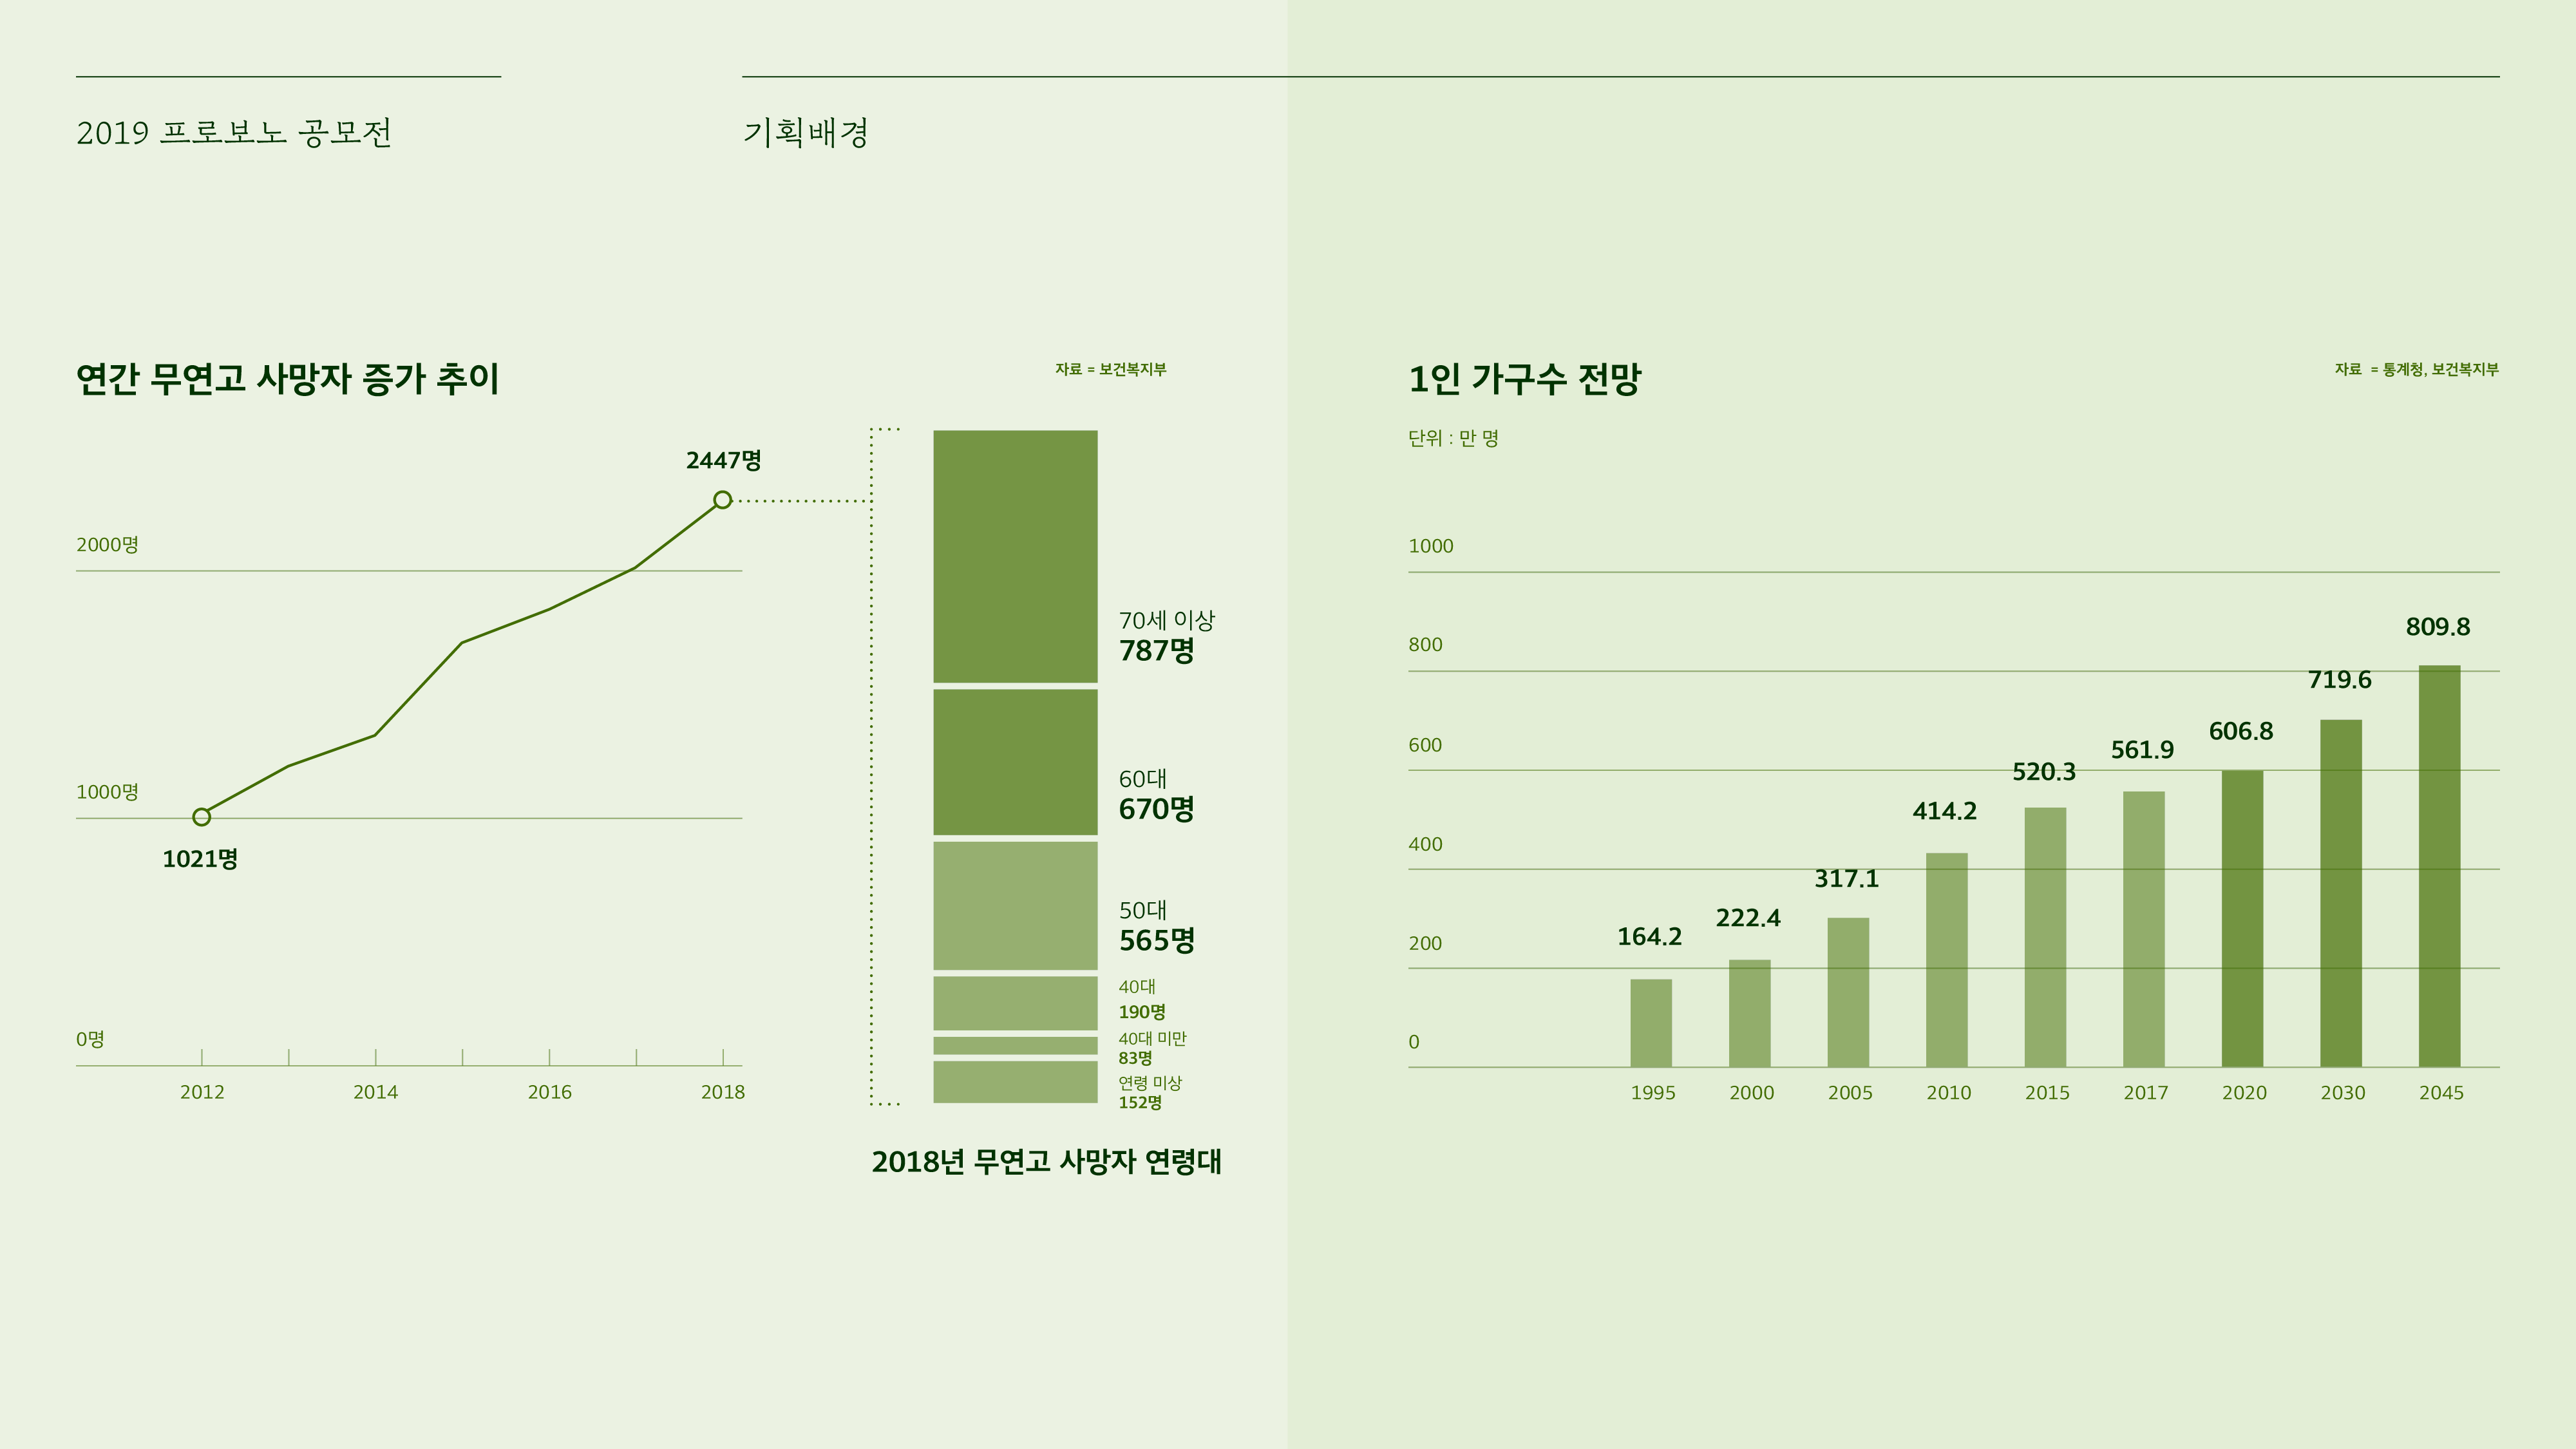 2019 프로보노 공모전
기획배경
연간 무연고 사망자 증가 추이
자료 = 보건복지부
2447명
2000명
1000명
1021명
0명
2012 2014 2016 2018
70세 이상
787명
60대
670명
50대
565명
40대
190명
40대 미만
83명
연령 미상
152명
2018년 무연고 사망자 연령대
1인 가구수 전망
자료 = 통계청, 보건복지부
단위 : 만 명
1000
800
600
400
200
0
164.2
222.4
317.1
414.2
520.3
561.9
606.8
719.6
809.8
1995 2000 2005 2010 2015 2017 2020 2030 2045